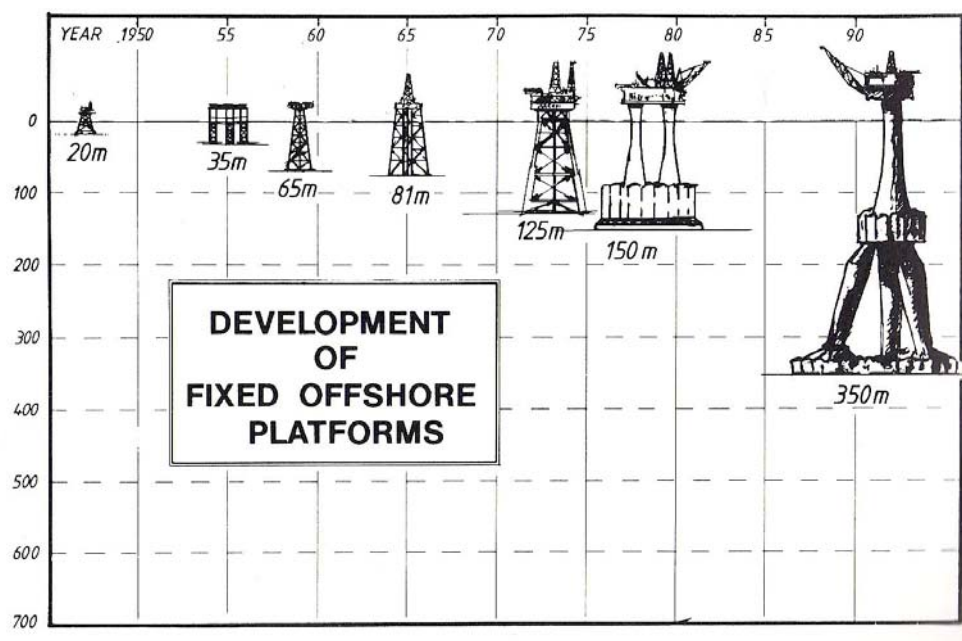 YEAR 1950 55 60 65 70 75 80 85 90
0
20m
35m
65m
81m
125m
150m
350m
100
200
300
400
500
600
700
DEVELOPMENT
OF
FIXED OFFSHORE
PLATFORMS